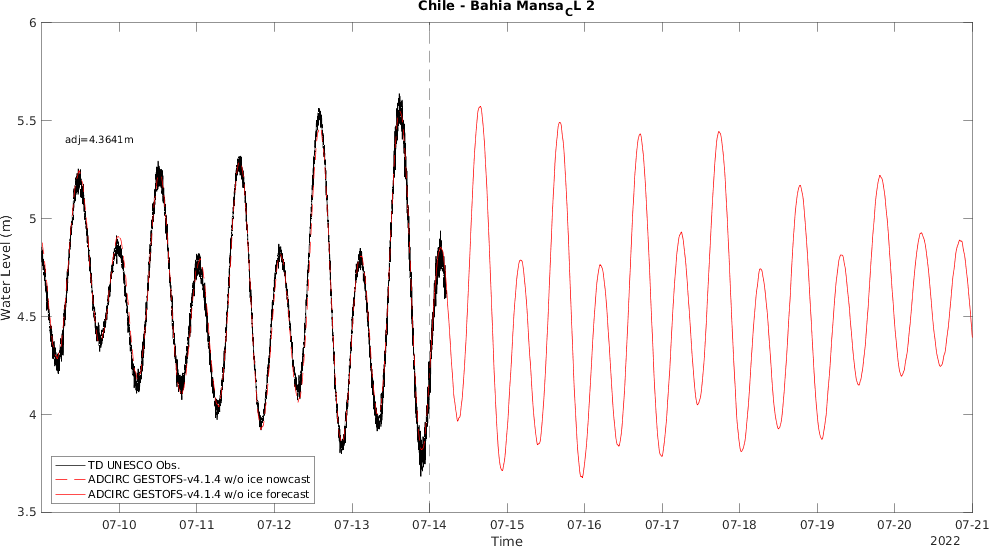 Chile - Bahia Mansa_CL 2
6
5.5
5
4.5
4
3.5
Water Level (m)
adj=4.3641m
TD UNESCO Obs.
ADCIRC GESTOFS-v4.1.4 w/o ice nowcast
ADCIRC GESTOFS-v4.1.4 w/o ice forecast
07-10 07-11 07-12 07-13 07-14 07-15 07-16 07-17 07-18 07-19 07-20 07-21
Time
2022